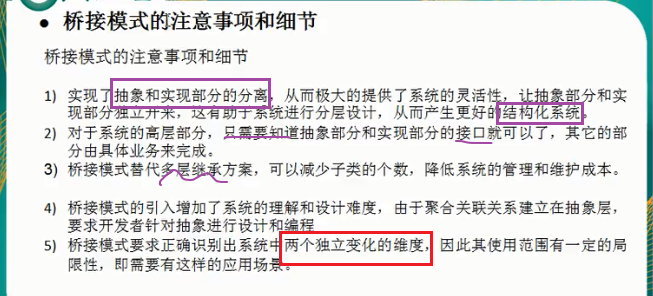 ● 桥接模式的注意事项和细节
桥接模式的注意事项和细节
1) 实现了抽象和实现部分的分离，从而极大的提供了系统的灵活性，让抽象部分和实
现部分独立开来，这有助于系统进行分层设计，从而产生更好的结构化系统。
2) 对于系统的高层部分，只需要知道抽象部分和实现部分的接口就可以了，其它的部
分由具体业务来完成。
3) 桥接模式替代多层继承方案，可以减少子类的个数，降低系统的管理和维护成本。
4) 桥接模式的引入增加了系统的理解和设计难度，由于聚合关联关系建立在抽象层，
要求开发者针对抽象进行设计和编程
5) 桥接模式要求正确识别出系统中两个独立变化的维度，因此其使用范围有一定的局
限性，即需要有这样的应用场景。